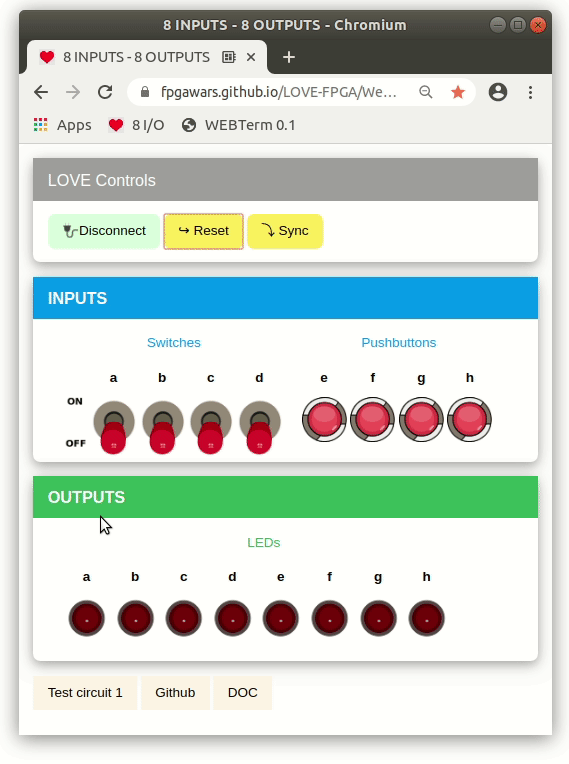 8 INPUTS - 8 OUTPUTS - Chromium
8 INPUTS - 8 OUTPUTS
fpgawars.github.io/LOVE-FPGA/We…
Apps 8 I/O WEBTerm 0.1
LOVE Controls
Disconnect Reset Sync
INPUTS
Switches Pushbuttons
a b c d e f g h
ON
OFF
OUTPUTS
LEDs
a b c d e f g h
Test circuit 1 Github DOC